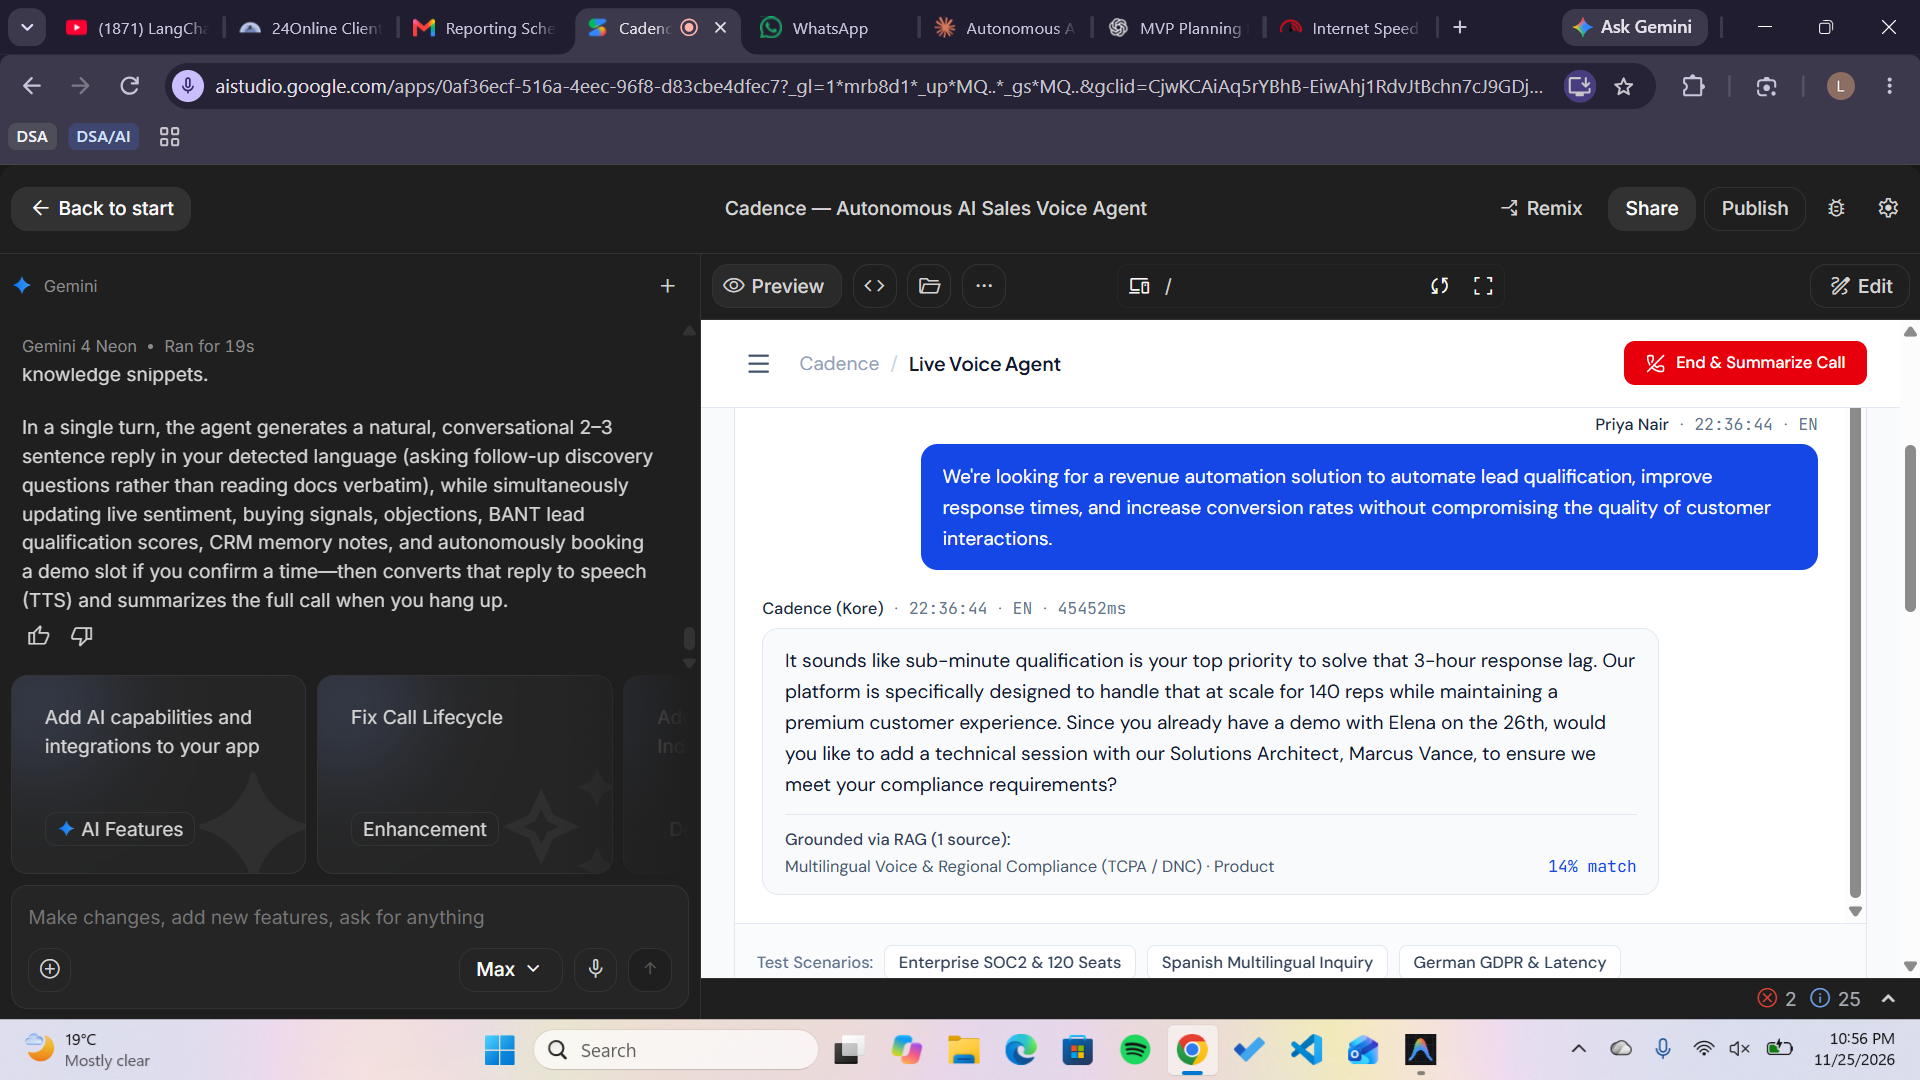 (1871) LangCha
24Online Client
Reporting Sche
Cadenc
WhatsApp
Autonomous A
MVP Planning
Internet Speed
Ask Gemini
aistudio.google.com/apps/0af36ecf-516a-4eec-96f8-d83cbe4dfec7?_gl=1*mrb8d1*_up*MQ..*_gs*MQ..&gclid=CjwKCAiAq5rYBhB-EiwAhj1RdvJtBchn7cJ9GDj...
L
DSA
DSA/AI
Back to start
Cadence — Autonomous AI Sales Voice Agent
Remix
Share
Publish
Gemini
Preview
/
Edit
Gemini 4 Neon • Ran for 19s
knowledge snippets.
In a single turn, the agent generates a natural, conversational 2–3
sentence reply in your detected language (asking follow-up discovery
questions rather than reading docs verbatim), while simultaneously
updating live sentiment, buying signals, objections, BANT lead
qualification scores, CRM memory notes, and autonomously booking
a demo slot if you confirm a time—then converts that reply to speech
(TTS) and summarizes the full call when you hang up.
Add AI capabilities and
integrations to your app
AI Features
Fix Call Lifecycle
Enhancement
Make changes, add new features, ask for anything
Max
Cadence / Live Voice Agent
End & Summarize Call
Priya Nair · 22:36:44 · EN
We're looking for a revenue automation solution to automate lead qualification, improve
response times, and increase conversion rates without compromising the quality of customer
interactions.
Cadence (Kore) · 22:36:44 · EN · 45452ms
It sounds like sub-minute qualification is your top priority to solve that 3-hour response lag. Our
platform is specifically designed to handle that at scale for 140 reps while maintaining a
premium customer experience. Since you already have a demo with Elena on the 26th, would
you like to add a technical session with our Solutions Architect, Marcus Vance, to ensure we
meet your compliance requirements?
Grounded via RAG (1 source):
Multilingual Voice & Regional Compliance (TCPA / DNC) · Product
14% match
Test Scenarios:
Enterprise SOC2 & 120 Seats
Spanish Multilingual Inquiry
German GDPR & Latency
2
25
19°C
Mostly clear
Search
10:56 PM
11/25/2026